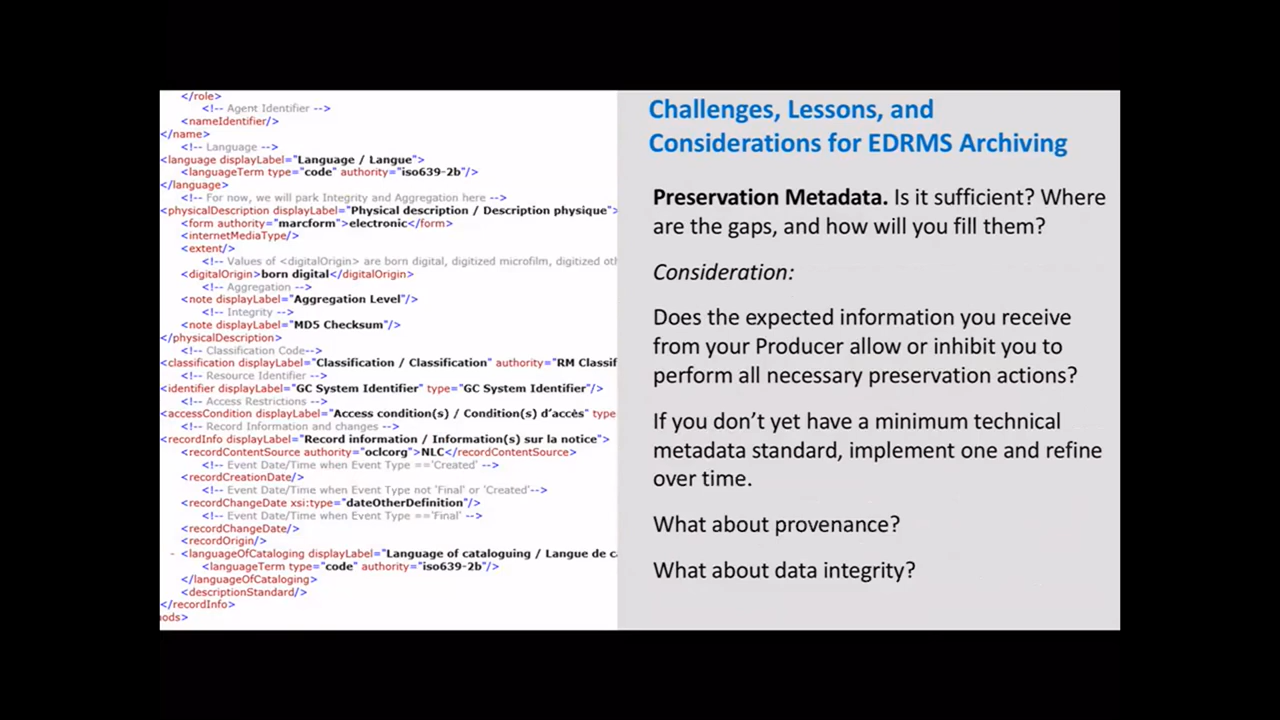 </role>
<!-- Agent Identifier -->
<nameIdentifier/>
</name>
<!-- Language -->
<language displayLabel="Language / Langue">
<languageTerm type="code" authority="iso639-2b"/>
</language>
<!-- For now, we will park Integrity and Aggregation here -->
<physicalDescription displayLabel="Physical description / Description physique">
<form authority="marcform">electronic</form>
<internetMediaType/>
<extent/>
<!-- Values of <digitalOrigin> are born digital, digitized microfilm, digitized oth
<digitalOrigin>born digital</digitalOrigin>
<!-- Aggregation -->
<note displayLabel="Aggregation Level"/>
<!-- Integrity -->
<note displayLabel="MD5 Checksum"/>
</physicalDescription>
<!-- Classification Code-->
<classification displayLabel="Classification / Classification" authority="RM Classif
<!-- Resource Identifier -->
<identifier displayLabel="GC System Identifier" type="GC System Identifier"/>
<!-- Access Restrictions -->
<accessCondition displayLabel="Access condition(s) / Condition(s) d'accès" type
<!-- Record Information and changes -->
<recordInfo displayLabel="Record information / Information(s) sur la notice">
<recordContentSource authority="oclcorg">NLC</recordContentSource>
<!-- Event Date/Time when Event Type =='Created' -->
<recordCreationDate/>
<!-- Event Date/Time when Event Type not 'Final' or 'Created'-->
<recordChangeDate xsi:type="dateOtherDefinition"/>
<!-- Event Date/Time when Event Type =='Final' -->
<recordChangeDate/>
<recordOrigin/>
- <languageOfCataloging displayLabel="Language of cataloguing / Langue de c
<languageTerm type="code" authority="iso639-2b"/>
</languageOfCataloging>
<descriptionStandard/>
</recordInfo>
ods>
Challenges, Lessons, and
Considerations for EDRMS Archiving
Preservation Metadata. Is it sufficient? Where
are the gaps, and how will you fill them?
Consideration:
Does the expected information you receive
from your Producer allow or inhibit you to
perform all necessary preservation actions?
If you don't yet have a minimum technical
metadata standard, implement one and refine
over time.
What about provenance?
What about data integrity?